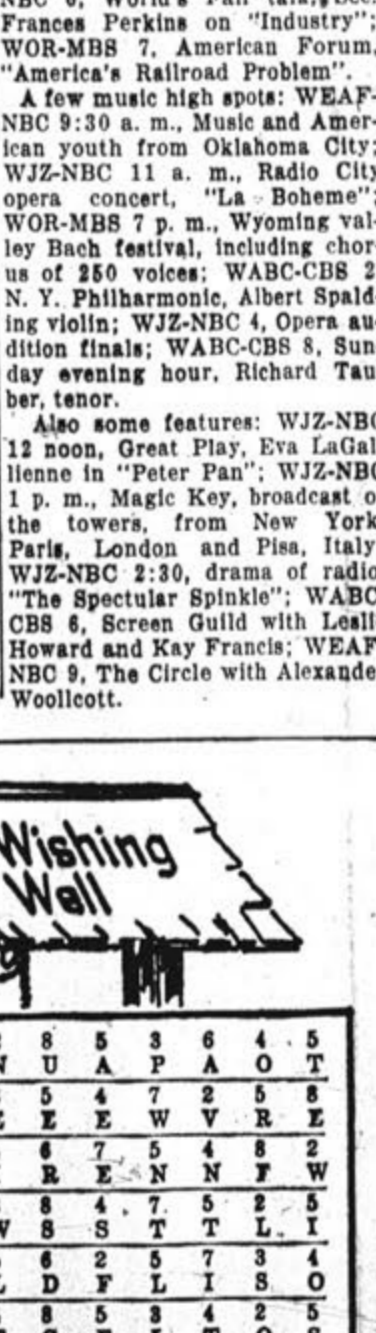 Frances Perkins on "Industry";
WOR-MBS 7, American Forum,
"America's Railroad Problem".
A few music high spots: WEAF-
NBC 9:30 a. m., Music and Amer-
ican youth from Oklahoma City;
WJZ-NBC 11 a. m., Radio City
opera concert, "La Boheme";
WOR-MBS 7 p. m., Wyoming val-
ley Bach festival, including chor-
us of 250 voices; WABC-CBS 2
N. Y. Philharmonic, Albert Spald-
ing violin; WJZ-NBC 4, Opera au-
dition finals; WABC-CBS 8, Sun
day evening hour, Richard Tau
ber, tenor.
Also some features: WJZ-NBC
12 noon, Great Play, Eva LaGal
lienne in "Peter Pan"; WJZ-NBC
1 p. m., Magic Key, broadcast o
the towers, from New York
Paris, London and Pisa, Italy
WJZ-NBC 2:30, drama of radio
"The Spectular Spinkle"; WABC
CBS 6, Screen Guild with Lesli
Howard and Kay Francis; WEAF
NBC 9, The Circle with Alexande
Woollcott.
Wishing
Well
8 5 3 6 4 5
U A P A O T
5 4 7 2 5 8
E E W V R E
6 7 5 4 8 2
R E N N F W
8 4 7 5 2 5
S S T T L I
6 2 5 7 3 4
D F L I S O
8 5 3 4 2 5